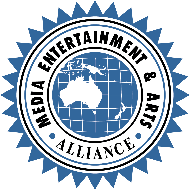 MEDIA ENTERTAINMENT & ARTS
• ALLIANCE •